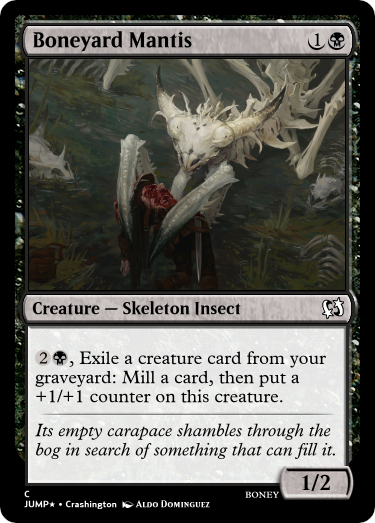 Boneyard Mantis 1
Creature — Skeleton Insect
2, Exile a creature card from your
graveyard: Mill a card, then put a
+1/+1 counter on this creature.
Its empty carapace shambles through the
bog in search of something that can fill it.
1/2
C
JUMP★ • Crashington Aldo Dominguez
BONEY